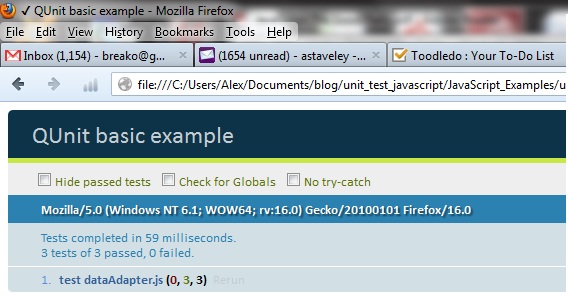 ✓ QUnit basic example - Mozilla Firefox
File Edit View History Bookmarks Tools Help
Inbox (1,154) - breako@g... (1654 unread) - astaveley -... Toodledo : Your To-Do List
file:///C:/Users/Alex/Documents/blog/unit_test_javascript/JavaScript_Examples/u
QUnit basic example
Hide passed tests Check for Globals No try-catch
Mozilla/5.0 (Windows NT 6.1; WOW64; rv:16.0) Gecko/20100101 Firefox/16.0
Tests completed in 59 milliseconds.
3 tests of 3 passed, 0 failed.
1. test dataAdapter.js (0, 3, 3) Rerun